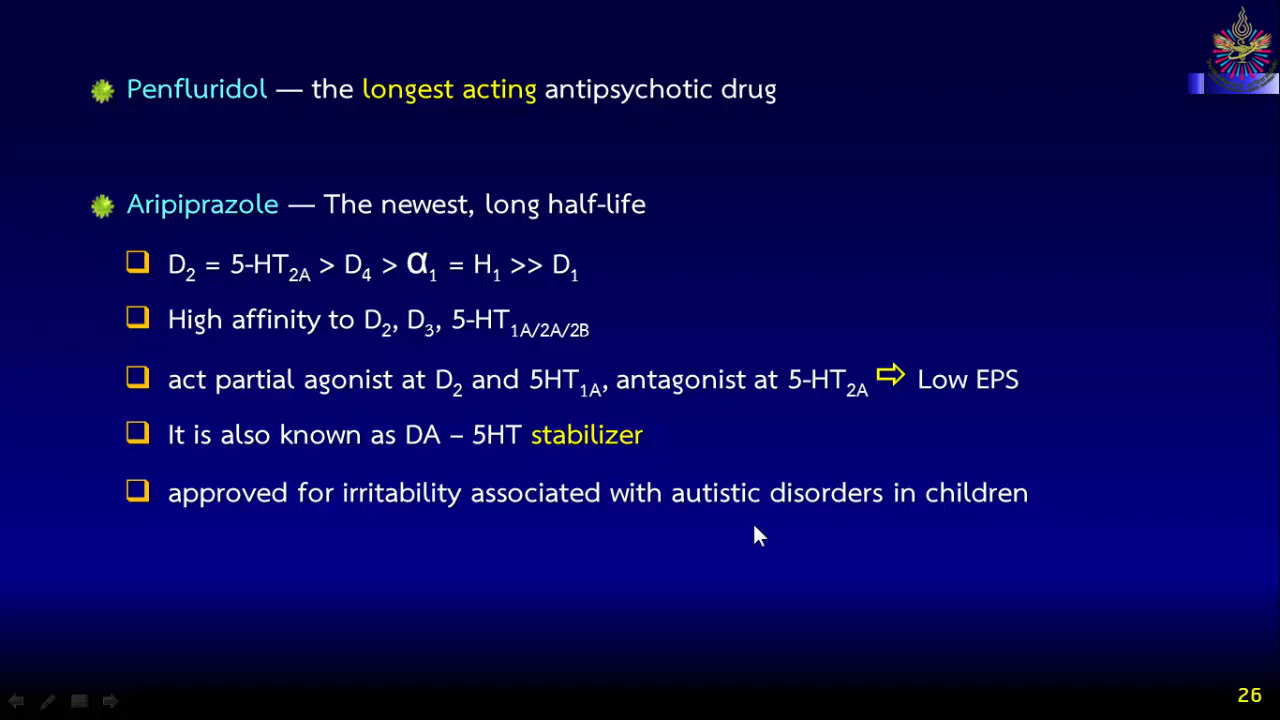 Penfluridol — the longest acting antipsychotic drug
Aripiprazole — The newest, long half-life
D₂ = 5-HT₂A > D₄ > α₁ = H₁ >> D₁
High affinity to D₂, D₃, 5-HT₁A/₂A/₂B
act partial agonist at D₂ and 5HT₁A, antagonist at 5-HT₂A ⇨ Low EPS
It is also known as DA – 5HT stabilizer
approved for irritability associated with autistic disorders in children
26